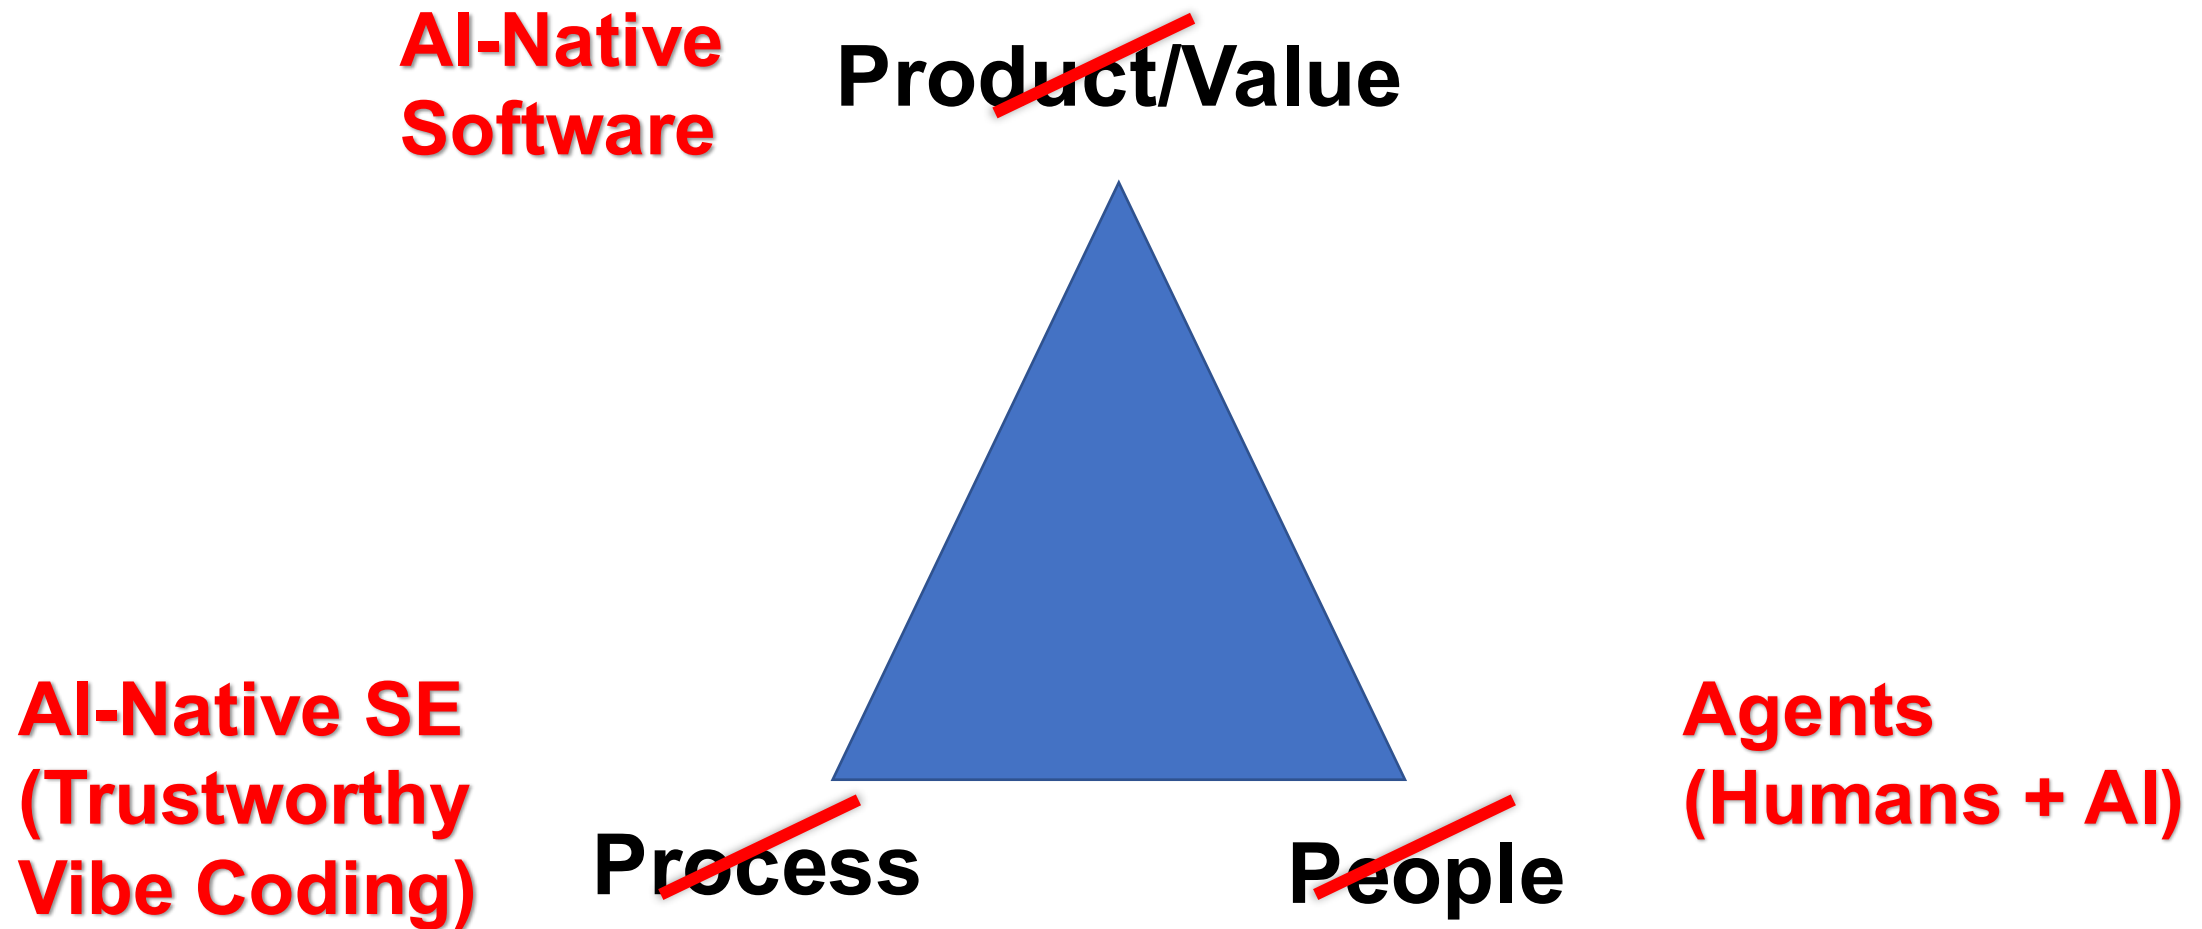 AI-Native
Software
Product/Value
AI-Native SE
(Trustworthy
Vibe Coding)
Process
People
Agents
(Humans + AI)